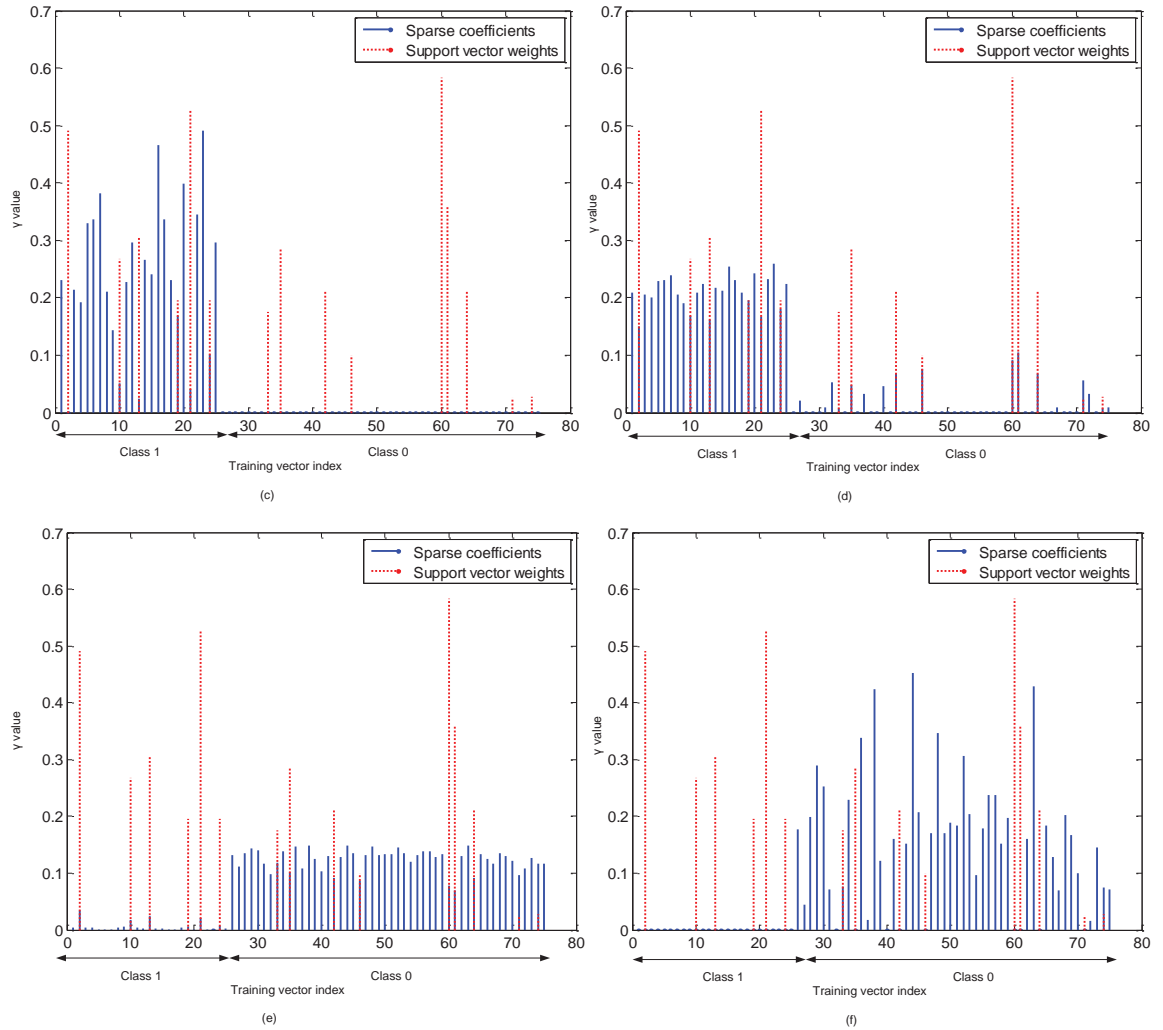 0.7
0.6
0.5
0.4
0.3
0.2
0.1
0
γ value
Sparse coefficients
Support vector weights
0 10 20 30 40 50 60 70 80
Class 1 Class 0
Training vector index
(c)
0.7
0.6
0.5
0.4
0.3
0.2
0.1
0
γ value
Sparse coefficients
Support vector weights
0 10 20 30 40 50 60 70 80
Class 1 Class 0
Training vector index
(d)
0.7
0.6
0.5
0.4
0.3
0.2
0.1
0
γ value
Sparse coefficients
Support vector weights
0 10 20 30 40 50 60 70 80
Class 1 Class 0
Training vector index
(e)
0.7
0.6
0.5
0.4
0.3
0.2
0.1
0
γ value
Sparse coefficients
Support vector weights
0 10 20 30 40 50 60 70 80
Class 1 Class 0
Training vector index
(f)